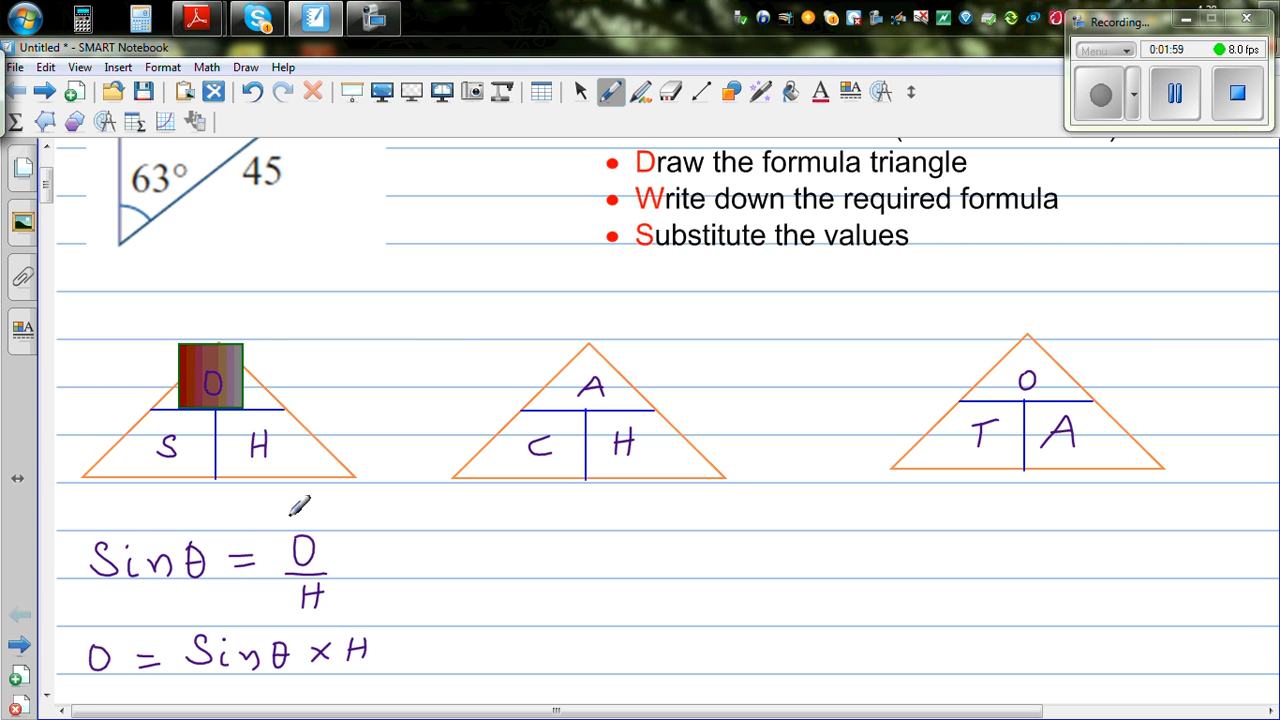 Untitled * - SMART Notebook
Recording...
Menu
0:01:59
8.0 fps
File Edit View Insert Format Math Draw Help
63°
45
• Draw the formula triangle
• Write down the required formula
• Substitute the values
O
S H
A
C H
O
T A
Sinθ = O
H
O = Sinθ × H